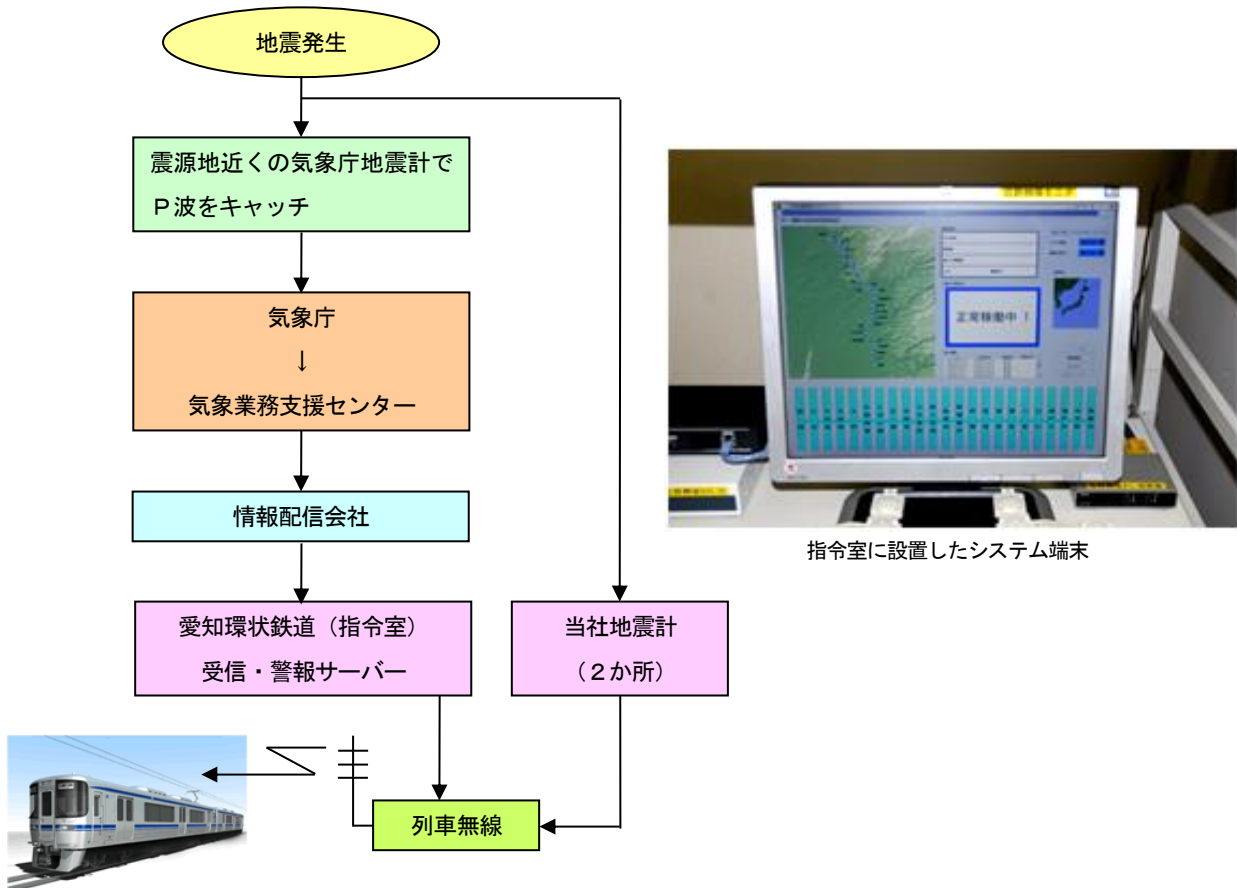 地震発生
震源地近くの気象庁地震計で
Ｐ波をキャッチ
気象庁
↓
気象業務支援センター
情報配信会社
愛知環状鉄道（指令室）
受信・警報サーバー
当社地震計
（２か所）
列車無線
正常稼働中！
指令室に設置したシステム端末